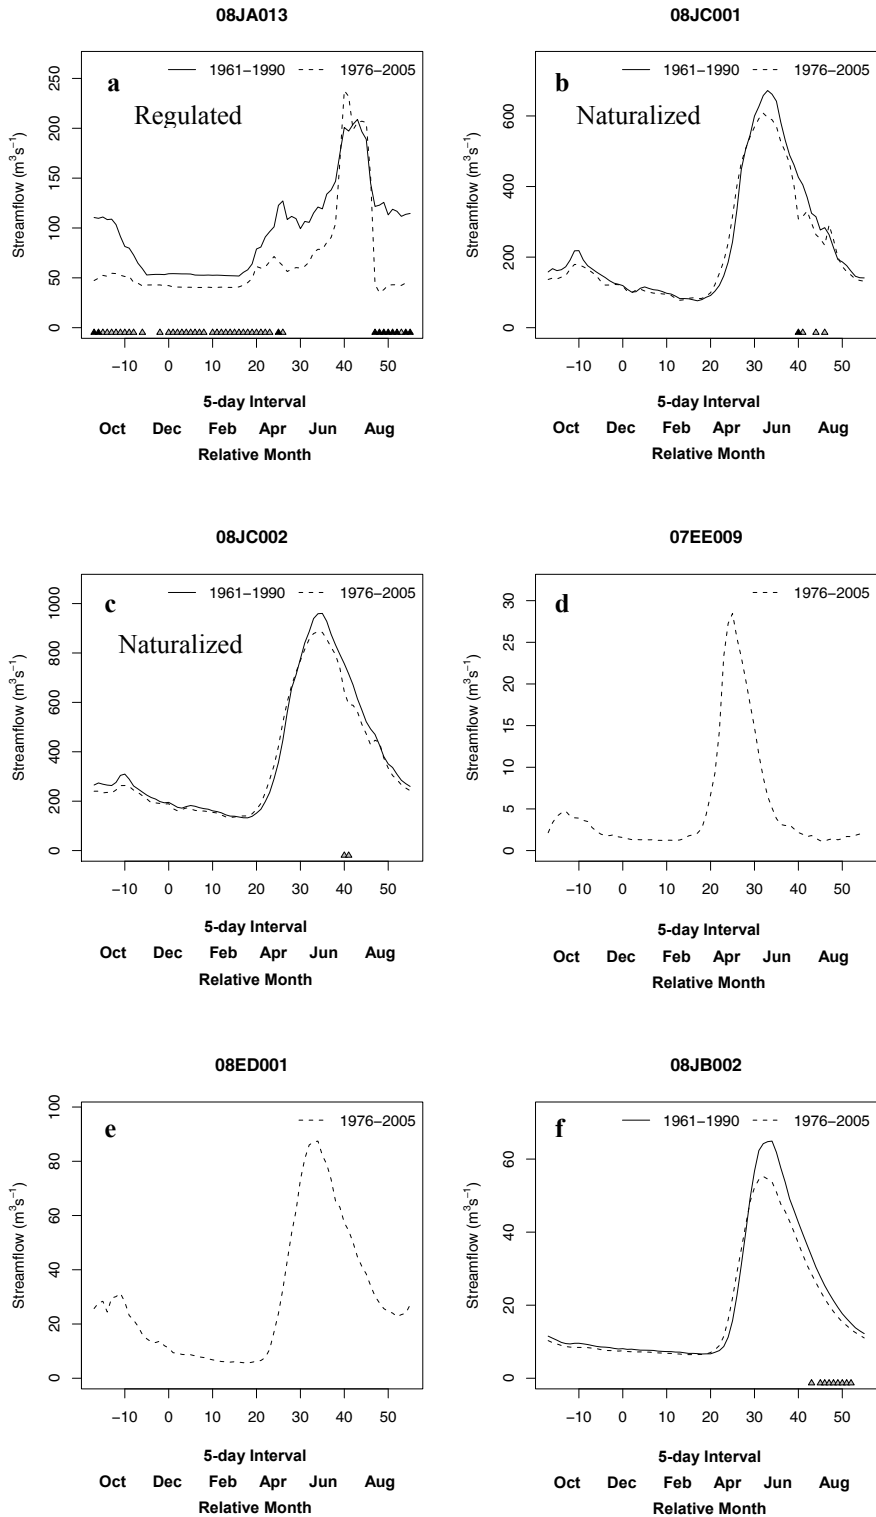 08JA013
a
1961−1990 1976−2005
Regulated
Streamflow (m³s⁻¹)
250
200
150
100
50
0
−10 0 10 20 30 40 50
5-day Interval
Oct Dec Feb Apr Jun Aug
Relative Month
08JC001
b
1961−1990 1976−2005
Naturalized
Streamflow (m³s⁻¹)
600
400
200
0
−10 0 10 20 30 40 50
5-day Interval
Oct Dec Feb Apr Jun Aug
Relative Month
08JC002
c
1961−1990 1976−2005
Naturalized
Streamflow (m³s⁻¹)
1000
800
600
400
200
0
−10 0 10 20 30 40 50
5-day Interval
Oct Dec Feb Apr Jun Aug
Relative Month
07EE009
d
1976−2005
Streamflow (m³s⁻¹)
30
25
20
15
10
5
0
−10 0 10 20 30 40 50
5-day Interval
Oct Dec Feb Apr Jun Aug
Relative Month
08ED001
e
1976−2005
Streamflow (m³s⁻¹)
100
80
60
40
20
0
−10 0 10 20 30 40 50
5-day Interval
Oct Dec Feb Apr Jun Aug
Relative Month
08JB002
f
1961−1990 1976−2005
Streamflow (m³s⁻¹)
60
40
20
0
−10 0 10 20 30 40 50
5-day Interval
Oct Dec Feb Apr Jun Aug
Relative Month